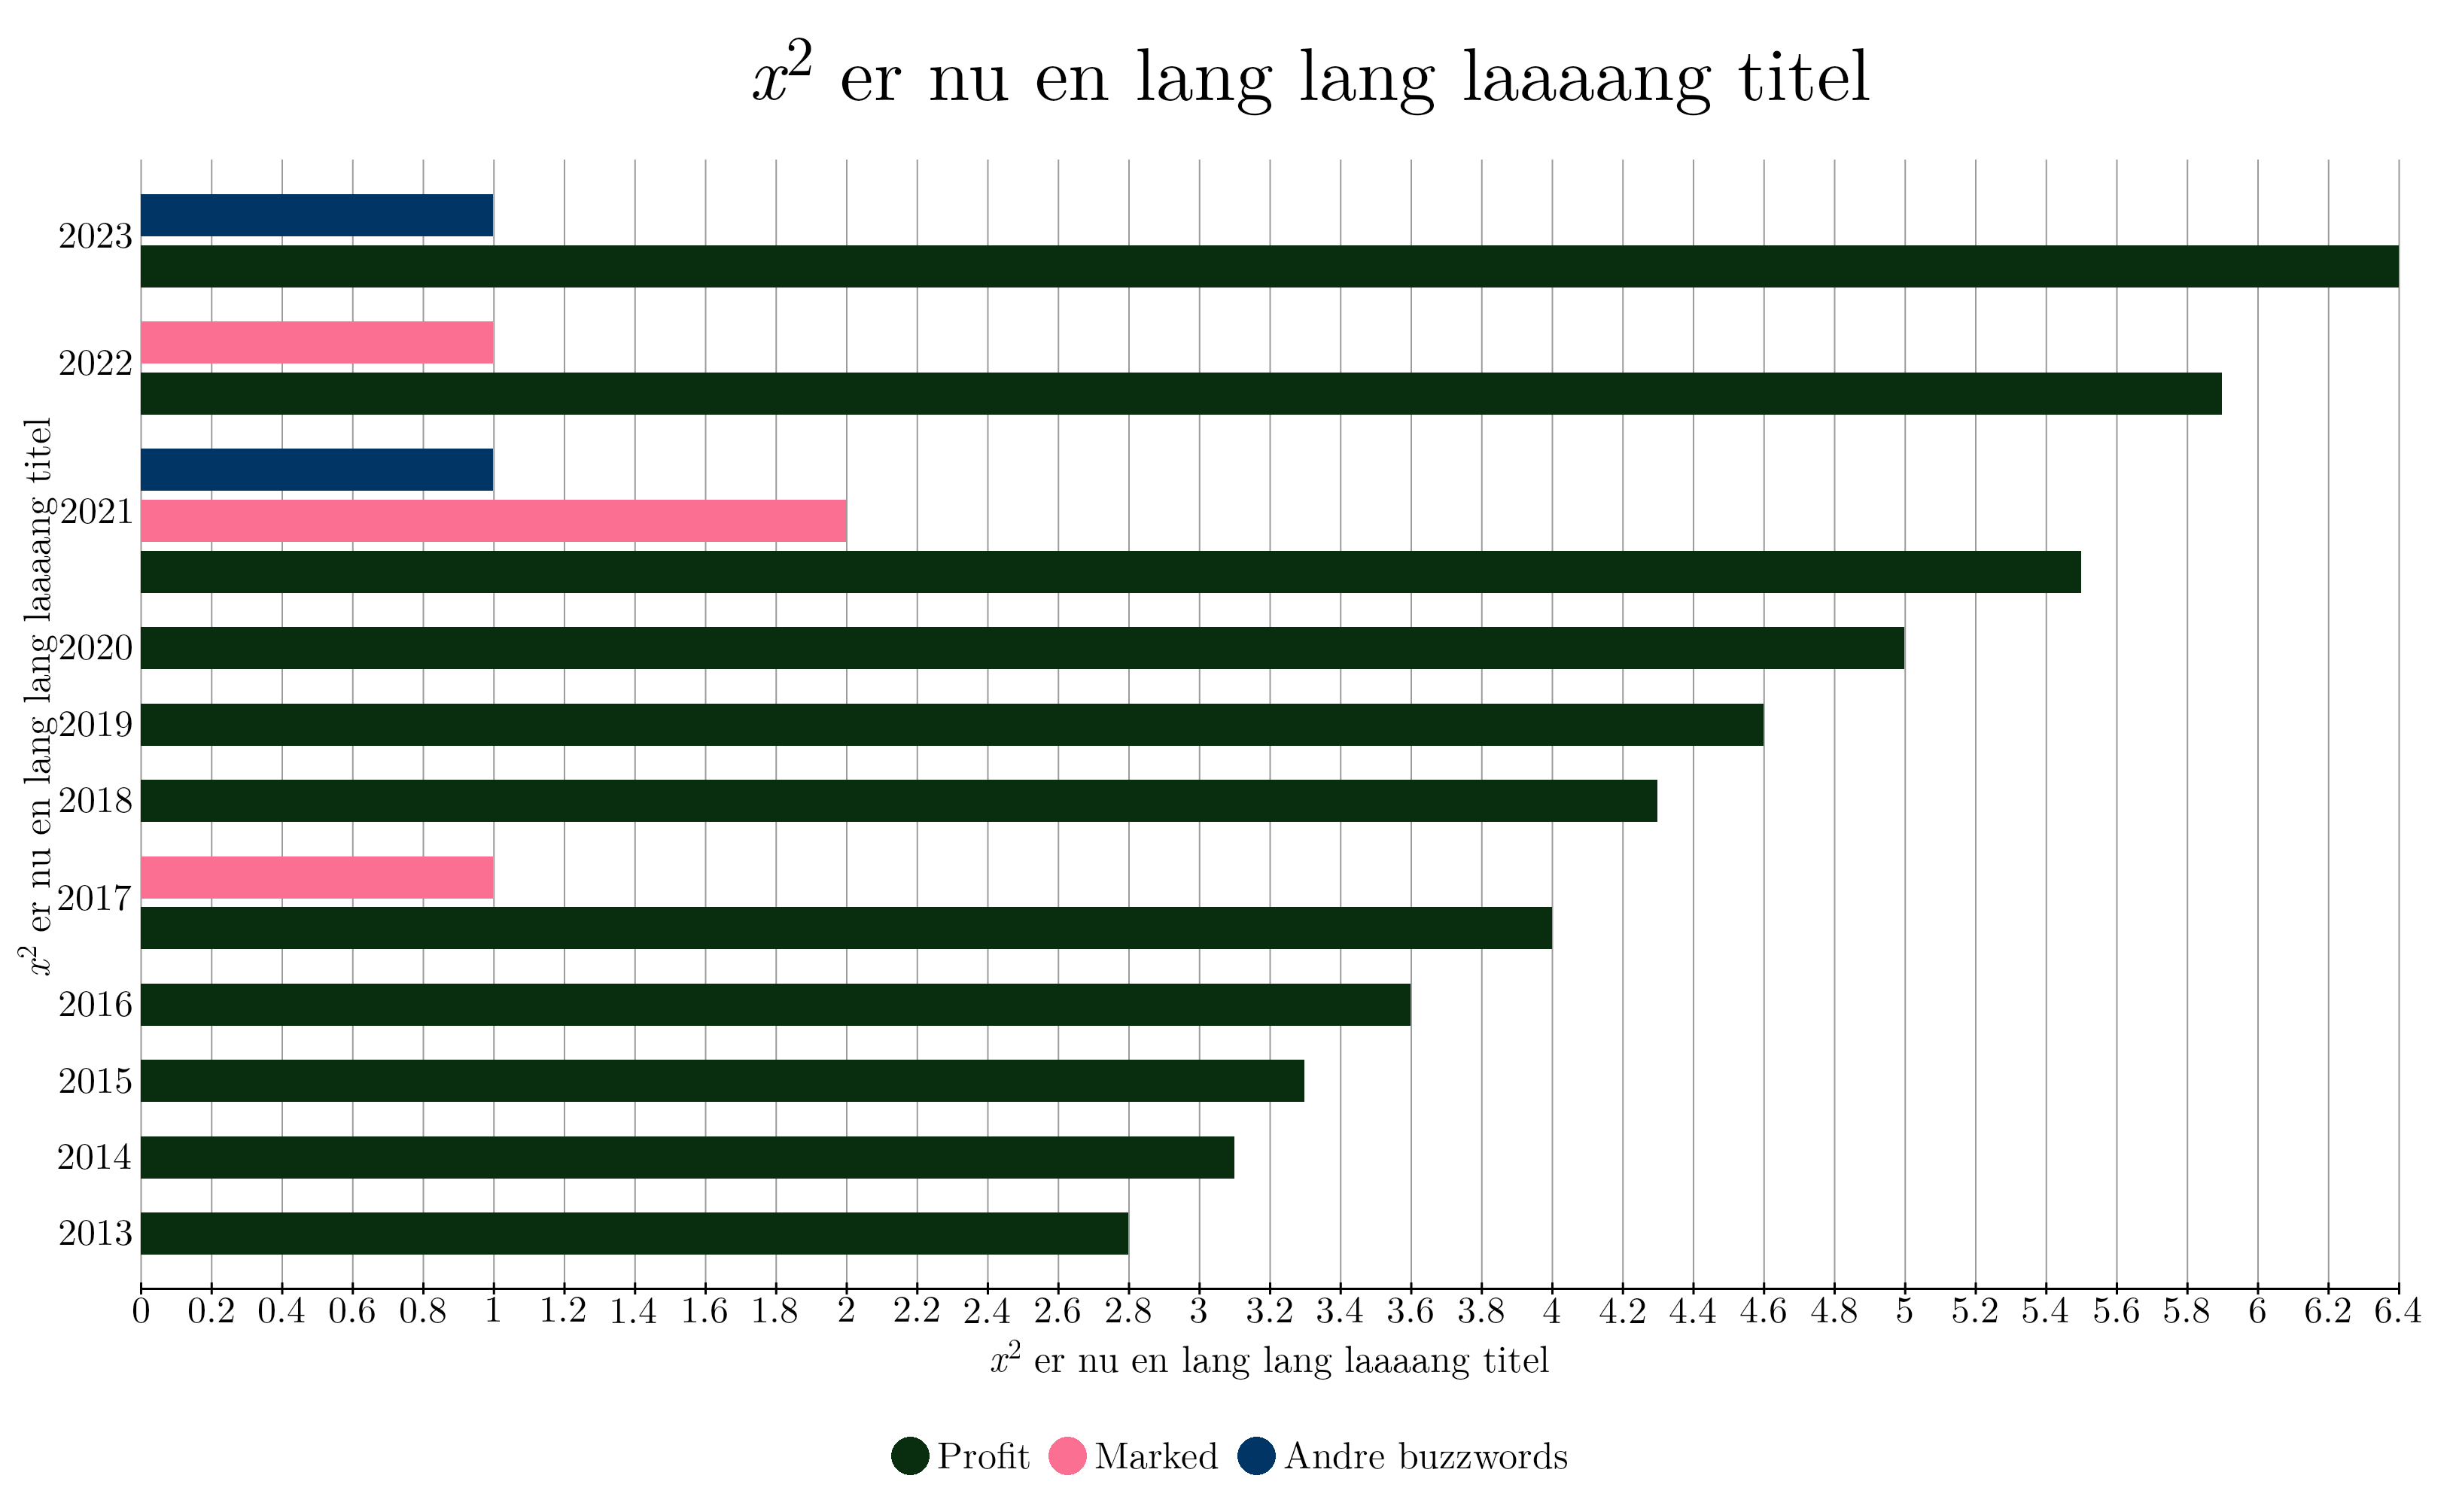 x² er nu en lang lang laaaang titel
x² er nu en lang lang laaaang titel
2023
2022
2021
2020
2019
2018
2017
2016
2015
2014
2013
0 0.2 0.4 0.6 0.8 1 1.2 1.4 1.6 1.8 2 2.2 2.4 2.6 2.8 3 3.2 3.4 3.6 3.8 4 4.2 4.4 4.6 4.8 5 5.2 5.4 5.6 5.8 6 6.2 6.4
x² er nu en lang lang laaaang titel
Profit Marked Andre buzzwords